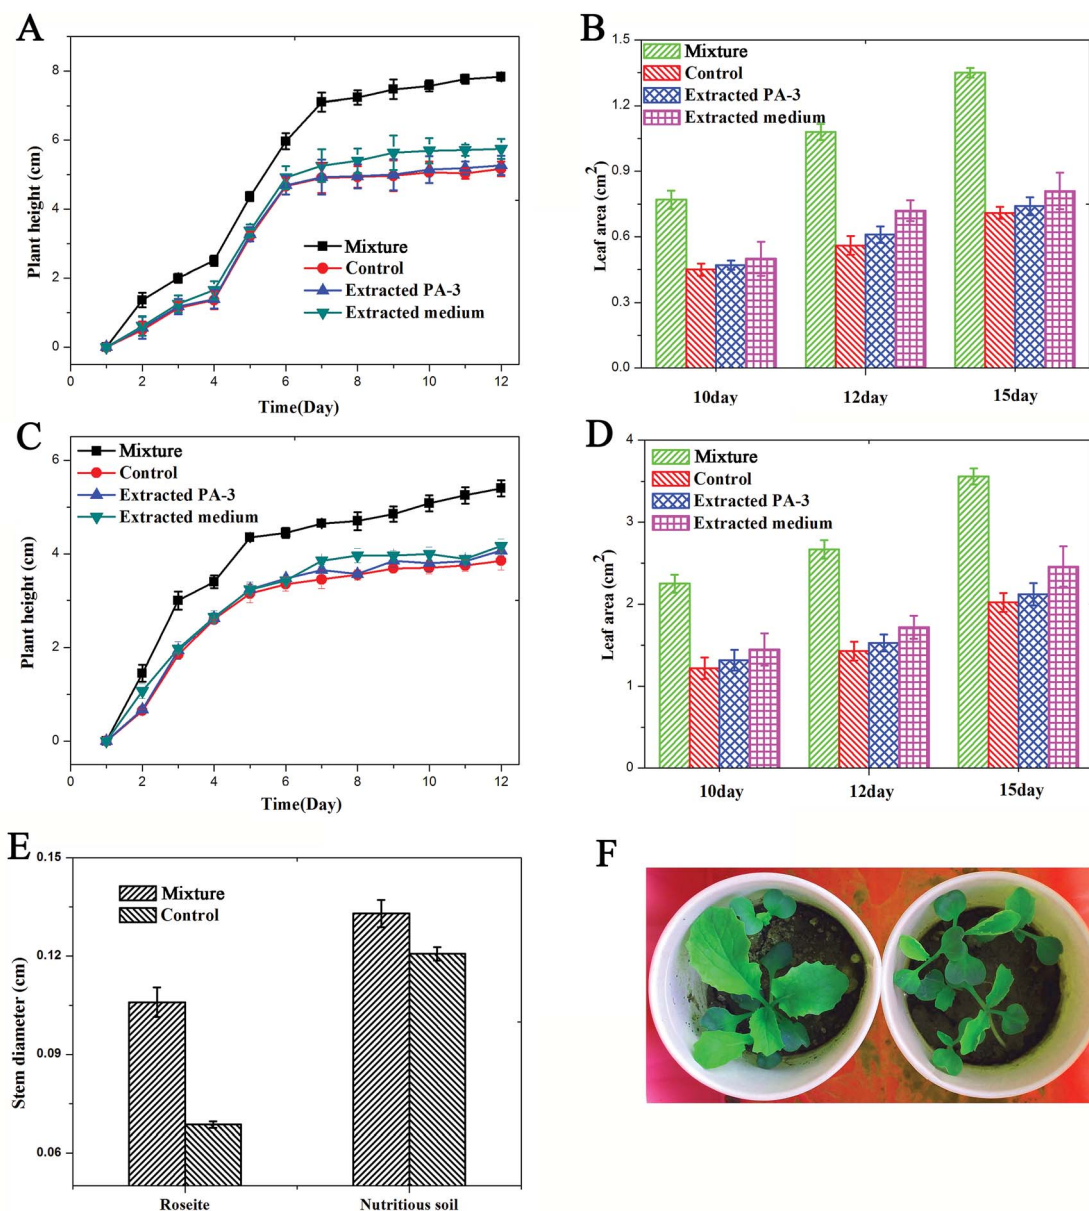 A
Plant height (cm)
8
6
4
2
0
Mixture
Control
Extracted PA-3
Extracted medium
0 2 4 6 8 10 12
Time(Day)
B
Leaf area (cm2)
1.5
1.2
0.9
0.6
0.3
0.0
Mixture
Control
Extracted PA-3
Extracted medium
10day 12day 15day
C
Plant height (cm)
6
4
2
0
Mixture
Control
Extracted PA-3
Extracted medium
0 2 4 6 8 10 12
Time(Day)
D
Leaf area (cm2)
4
3
2
1
0
Mixture
Control
Extracted PA-3
Extracted medium
10day 12day 15day
E
Stem diameter (cm)
0.15
0.12
0.09
0.06
Mixture
Control
Roseite Nutritious soil
F